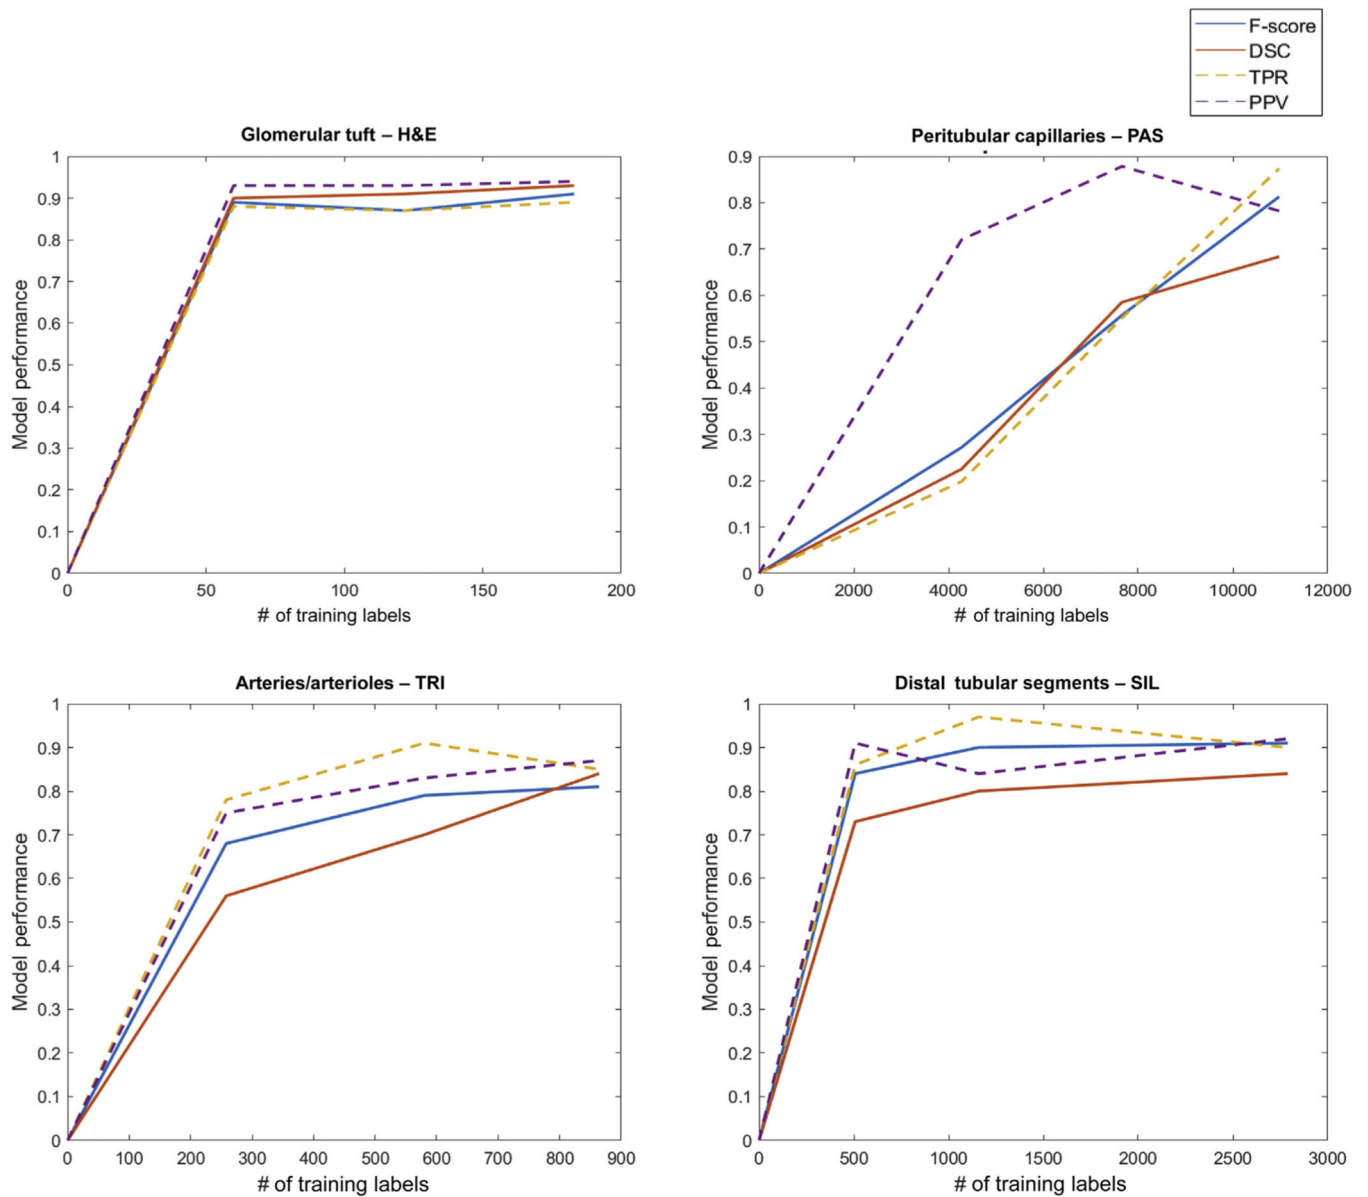 F-score
DSC
TPR
PPV
Glomerular tuft – H&E
1
0.9
0.8
0.7
0.6
0.5
0.4
0.3
0.2
0.1
0
Model performance
0 50 100 150 200
# of training labels
Peritubular capillaries – PAS
0.9
0.8
0.7
0.6
0.5
0.4
0.3
0.2
0.1
0
Model performance
0 2000 4000 6000 8000 10000 12000
# of training labels
Arteries/arterioles – TRI
1
0.9
0.8
0.7
0.6
0.5
0.4
0.3
0.2
0.1
0
Model performance
0 100 200 300 400 500 600 700 800 900
# of training labels
Distal tubular segments – SIL
1
0.9
0.8
0.7
0.6
0.5
0.4
0.3
0.2
0.1
0
Model performance
0 500 1000 1500 2000 2500 3000
# of training labels